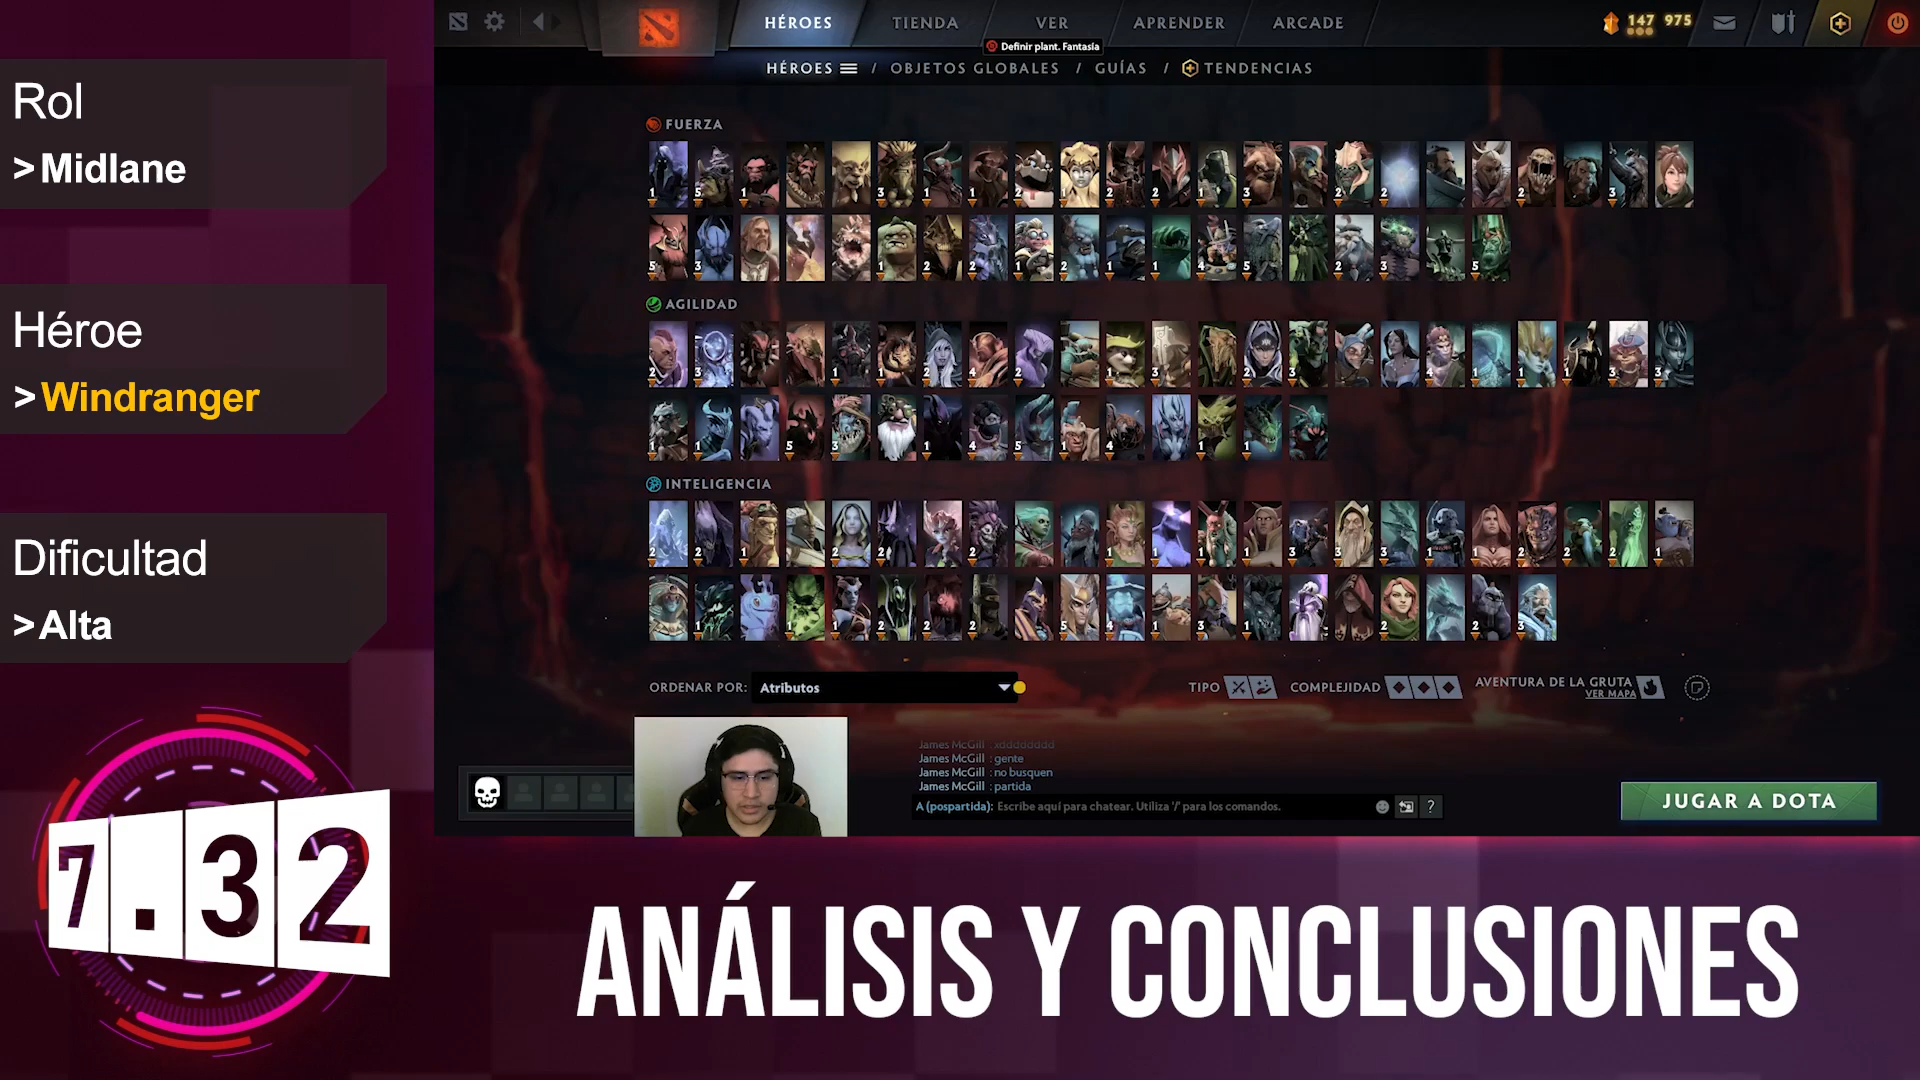 Rol
>Midlane
Héroe
>Windranger
Dificultad
>Alta
7.32
HÉROES
TIENDA
VER
APRENDER
ARCADE
147 975
Definir plant. Fantasía
HÉROES / OBJETOS GLOBALES / GUÍAS / TENDENCIAS
FUERZA
AGILIDAD
INTELIGENCIA
ORDENAR POR: Atributos
TIPO
COMPLEJIDAD
AVENTURA DE LA GRUTA
VER MAPA
James McGill : xddddddddd
James McGill : gente
James McGill : no busquen
James McGill : partida
A (pospartida): Escribe aquí para chatear. Utiliza '/' para los comandos.
?
JUGAR A DOTA
ANÁLISIS Y CONCLUSIONES